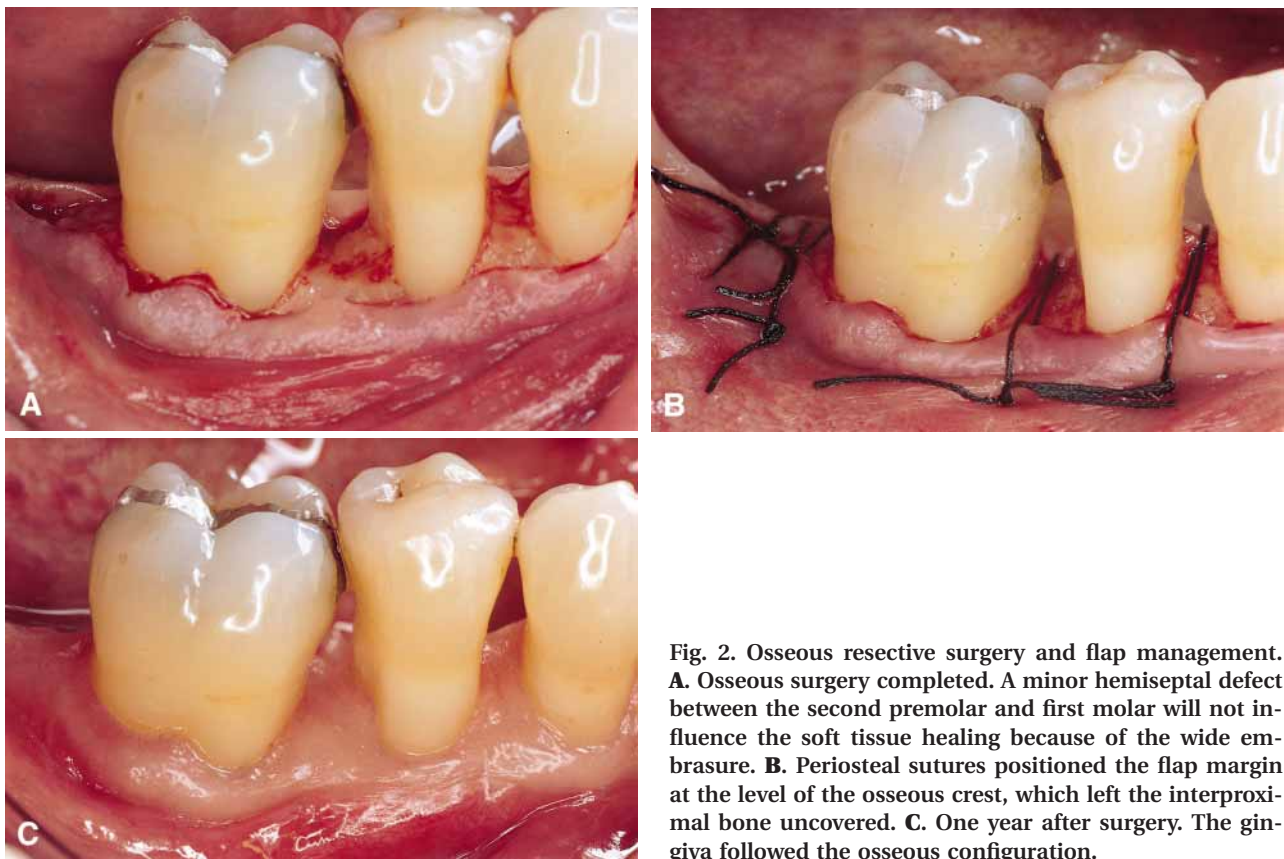 A
B
C
Fig. 2. Osseous resective surgery and flap management.
A. Osseous surgery completed. A minor hemiseptal defect
between the second premolar and first molar will not in-
fluence the soft tissue healing because of the wide em-
brasure. B. Periosteal sutures positioned the flap margin
at the level of the osseous crest, which left the interproxi-
mal bone uncovered. C. One year after surgery. The gin-
giva followed the osseous configuration.